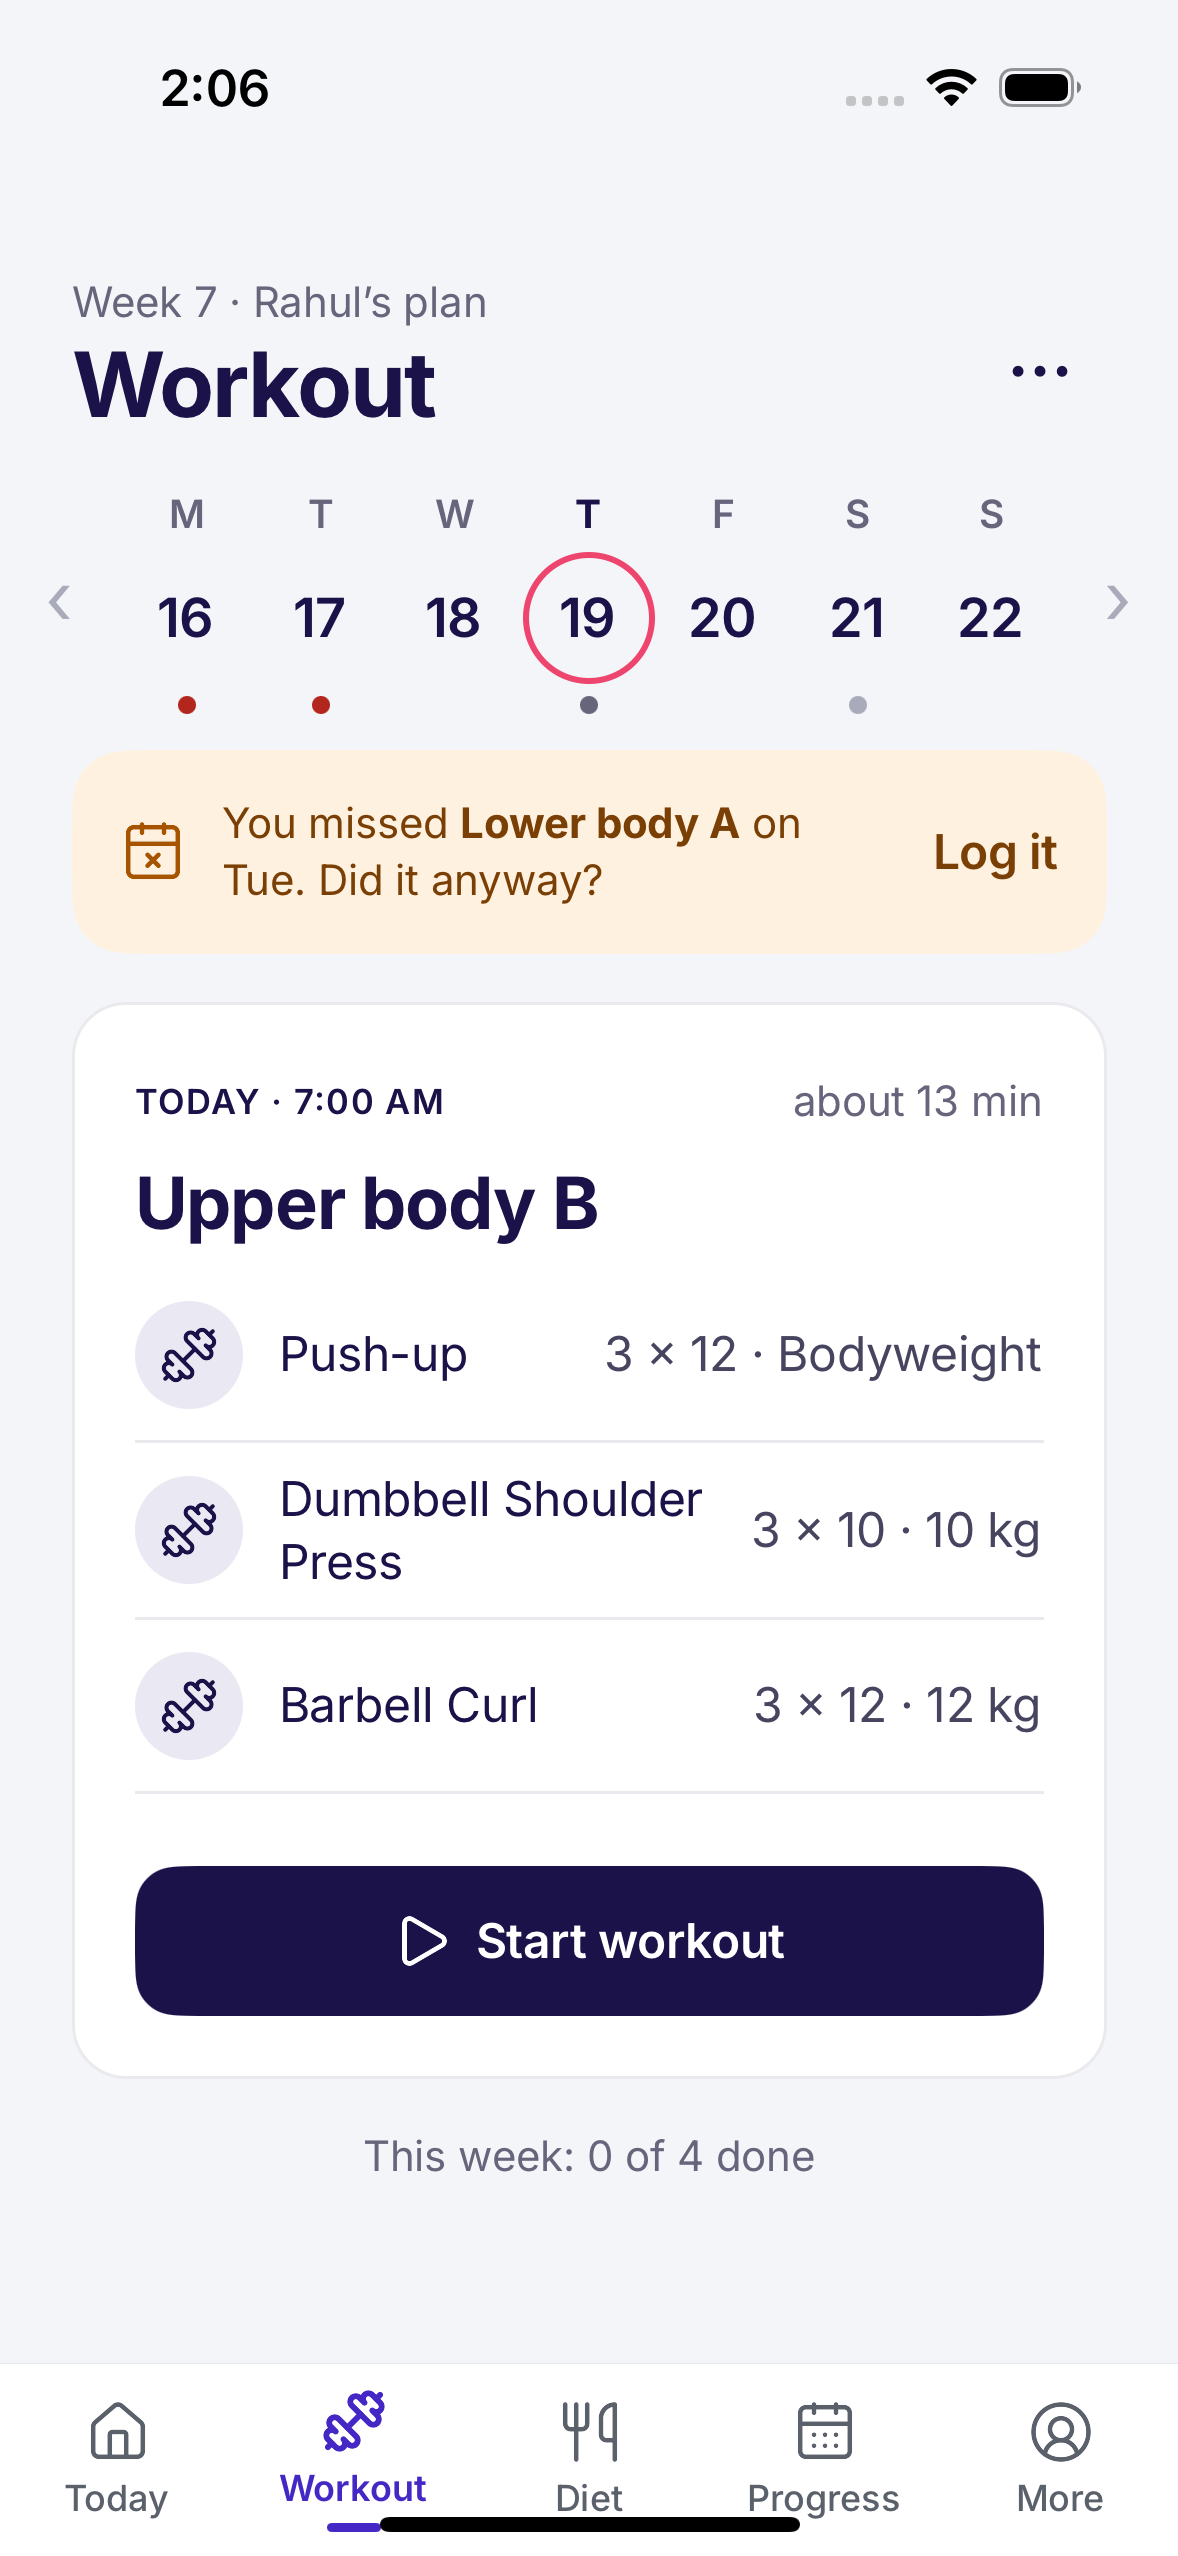 2:06
Week 7 · Rahul’s plan
Workout
M T W T F S S
16 17 18 19 20 21 22
You missed Lower body A on
Tue. Did it anyway?
Log it
TODAY · 7:00 AM
about 13 min
Upper body B
Push-up 3 × 12 · Bodyweight
Dumbbell Shoulder
Press
3 × 10 · 10 kg
Barbell Curl 3 × 12 · 12 kg
Start workout
This week: 0 of 4 done
Today Workout Diet Progress More